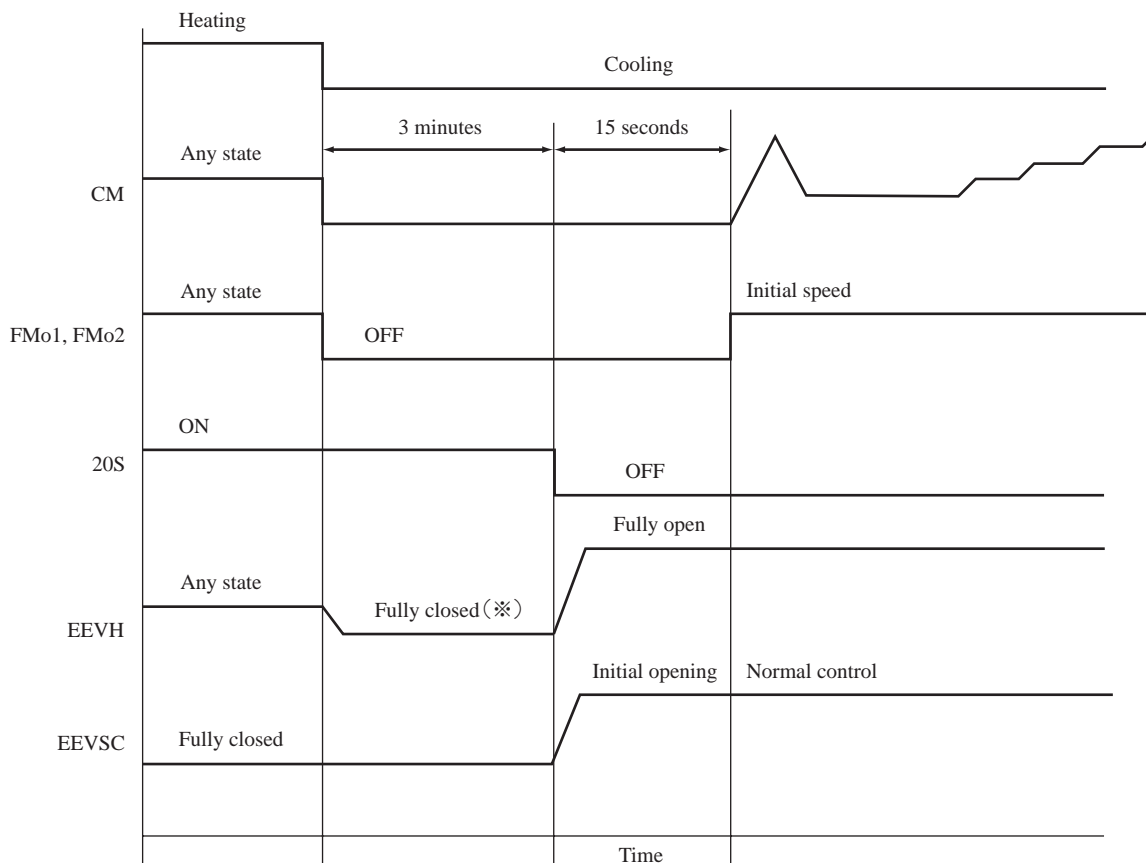 Heating
Cooling
3 minutes
15 seconds
Any state
CM
Any state
Initial speed
FMo1, FMo2
OFF
ON
20S
OFF
Fully open
Any state
Fully closed(※)
EEVH
Initial opening
Normal control
Fully closed
EEVSC
Time